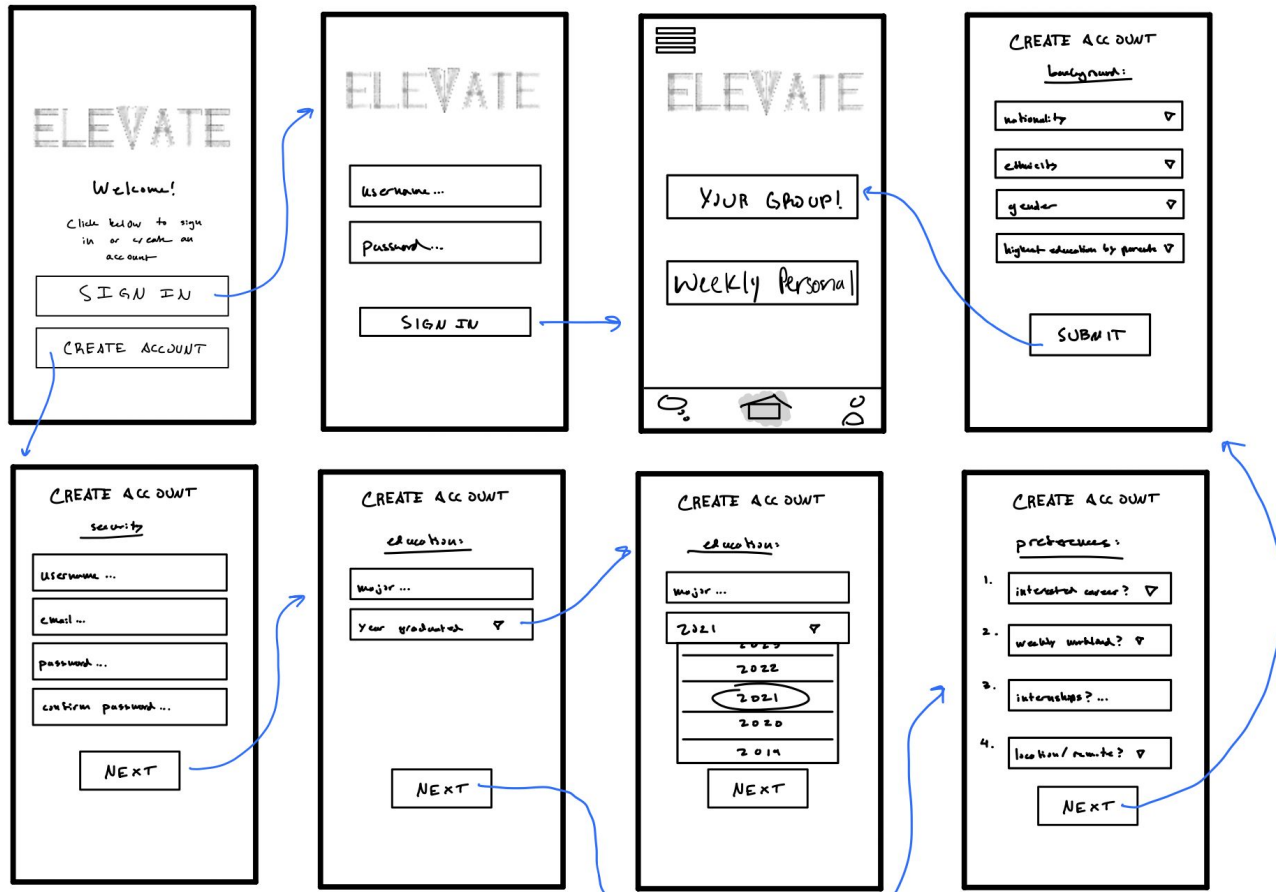 ELEVATE
Welcome!
Click below to sign
in or create an
account
SIGN IN
CREATE ACCOUNT
ELEVATE
username...
password...
SIGN IN
ELEVATE
YOUR GROUP!
Weekly Personal
CREATE ACCOUNT
background:
nationality
ethnicity
gender
highest education by parents
SUBMIT
CREATE ACCOUNT
security
username ...
email ...
password ...
confirm password ...
NEXT
CREATE ACCOUNT
education:
major ...
Year graduated
NEXT
CREATE ACCOUNT
education:
major ...
2021
2023
2022
2021
2020
2019
NEXT
CREATE ACCOUNT
preferences:
1. interested career?
2. weekly workload?
3. internships? ...
4. location/remote?
NEXT